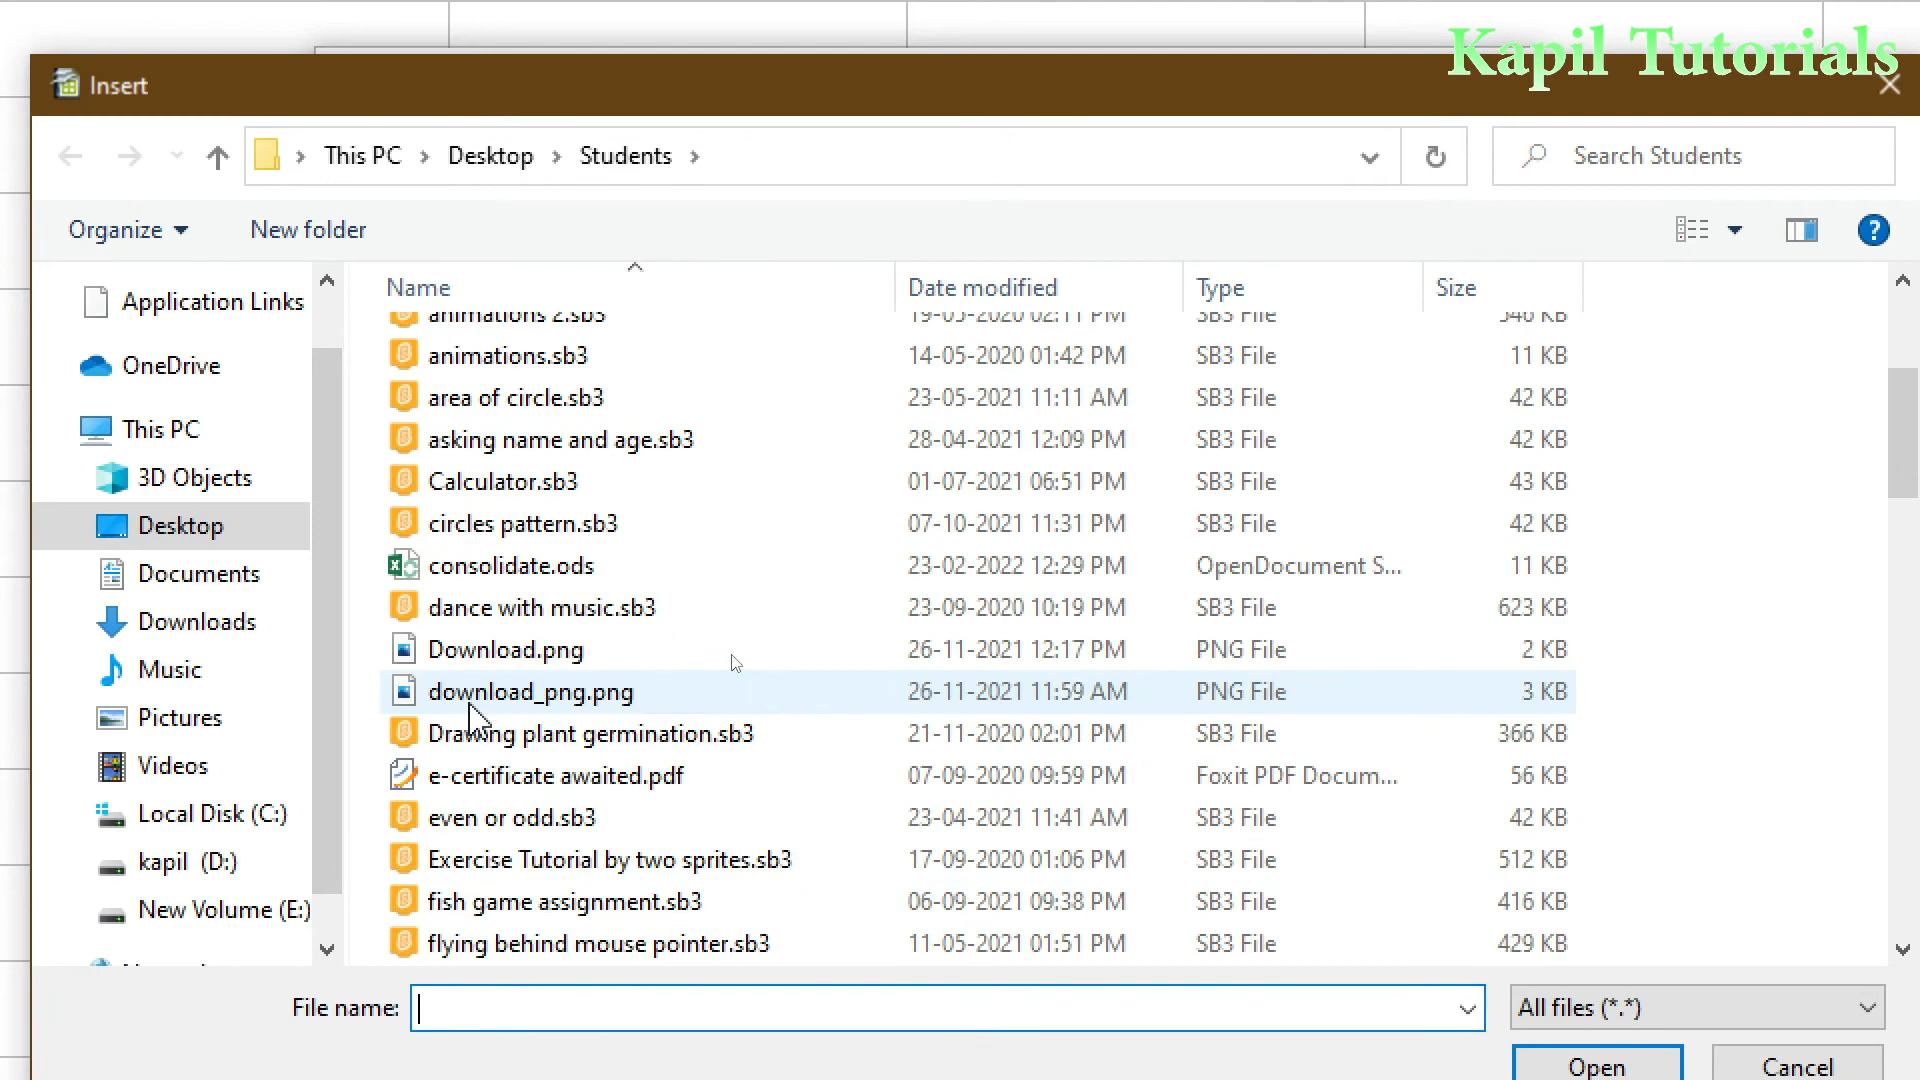 Kapil Tutorials
Insert
This PC Desktop Students
Search Students
Organize New folder
Name Date modified Type Size
animations 2.sb3 19-05-2020 02:11 PM SB3 File 546 KB
animations.sb3 14-05-2020 01:42 PM SB3 File 11 KB
area of circle.sb3 23-05-2021 11:11 AM SB3 File 42 KB
asking name and age.sb3 28-04-2021 12:09 PM SB3 File 42 KB
Calculator.sb3 01-07-2021 06:51 PM SB3 File 43 KB
circles pattern.sb3 07-10-2021 11:31 PM SB3 File 42 KB
consolidate.ods 23-02-2022 12:29 PM OpenDocument S... 11 KB
dance with music.sb3 23-09-2020 10:19 PM SB3 File 623 KB
Download.png 26-11-2021 12:17 PM PNG File 2 KB
download_png.png 26-11-2021 11:59 AM PNG File 3 KB
Drawing plant germination.sb3 21-11-2020 02:01 PM SB3 File 366 KB
e-certificate awaited.pdf 07-09-2020 09:59 PM Foxit PDF Docum... 56 KB
even or odd.sb3 23-04-2021 11:41 AM SB3 File 42 KB
Exercise Tutorial by two sprites.sb3 17-09-2020 01:06 PM SB3 File 512 KB
fish game assignment.sb3 06-09-2021 09:38 PM SB3 File 416 KB
flying behind mouse pointer.sb3 11-05-2021 01:51 PM SB3 File 429 KB
Application Links
OneDrive
This PC
3D Objects
Desktop
Documents
Downloads
Music
Pictures
Videos
Local Disk (C:)
kapil (D:)
New Volume (E:)
File name:
All files (*.*)
Open Cancel